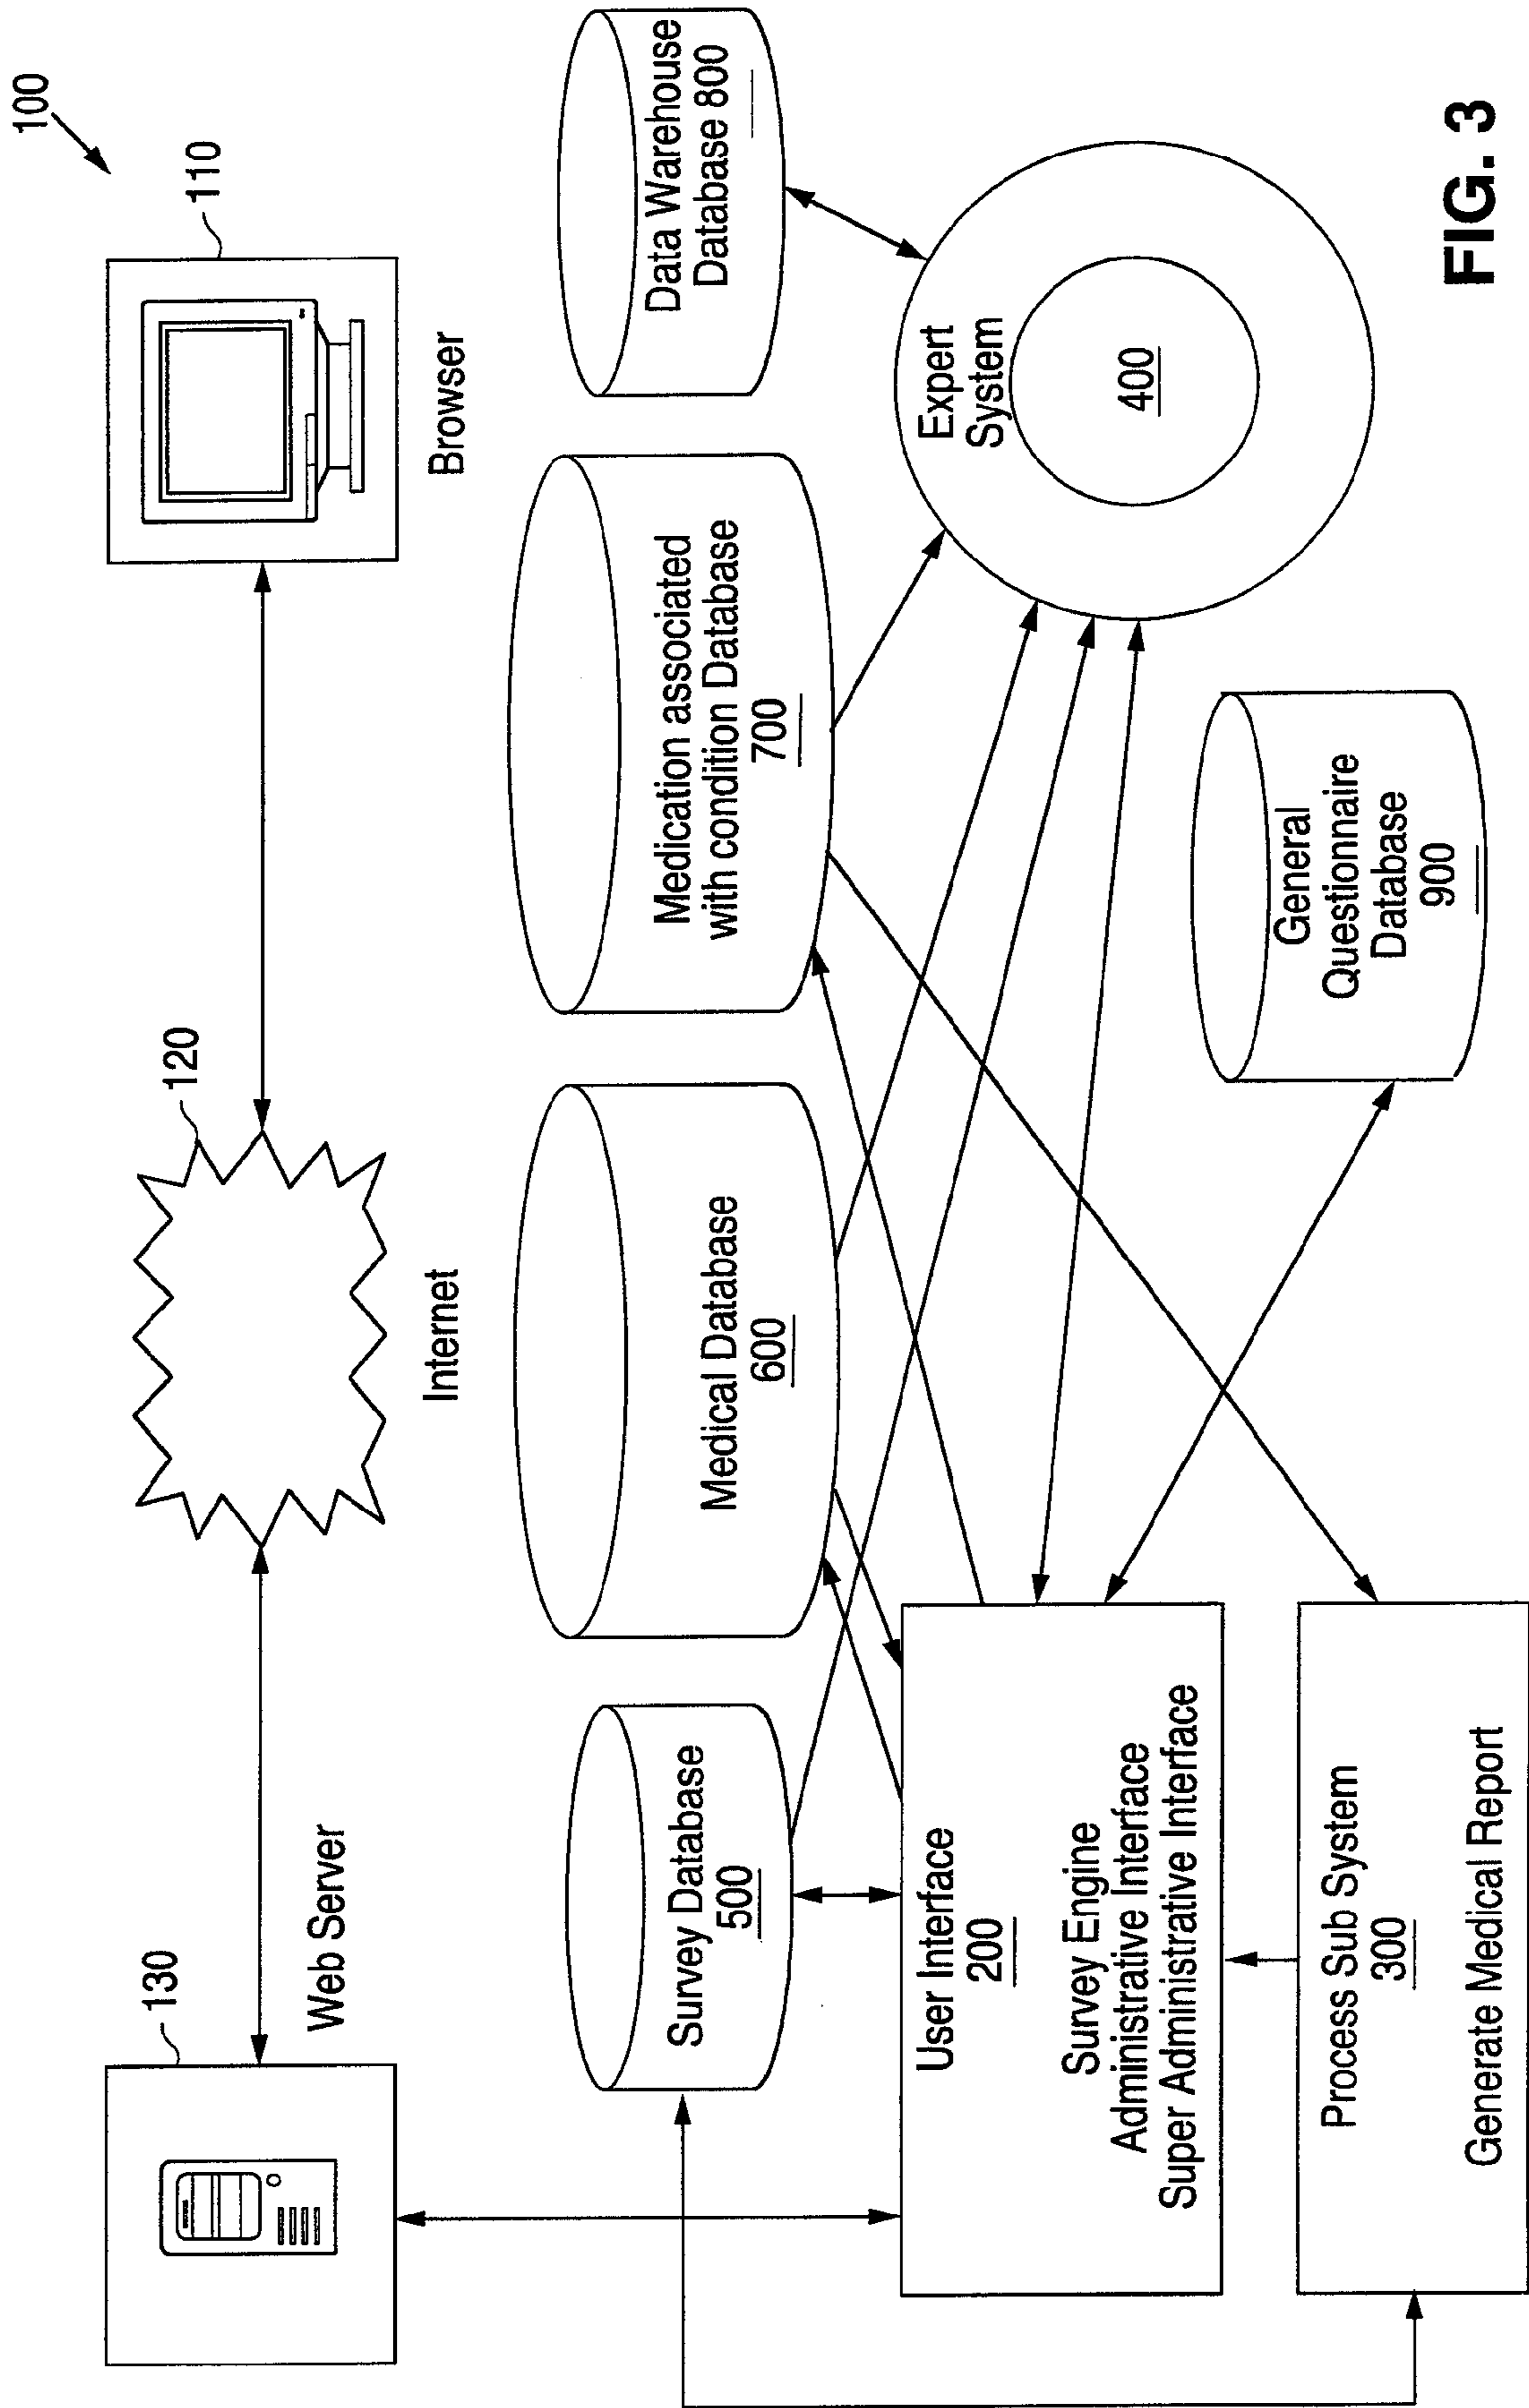 100
130
Web Server
120
Internet
110
Browser
Survey Database
500
Medical Database
600
Medication associated
with condition Database
700
Data Warehouse
Database 800
User Interface
200
Survey Engine
Administrative Interface
Super Administrative Interface
Expert
System
400
Process Sub System
300
Generate Medical Report
General
Questionnaire
Database
900
FIG. 3